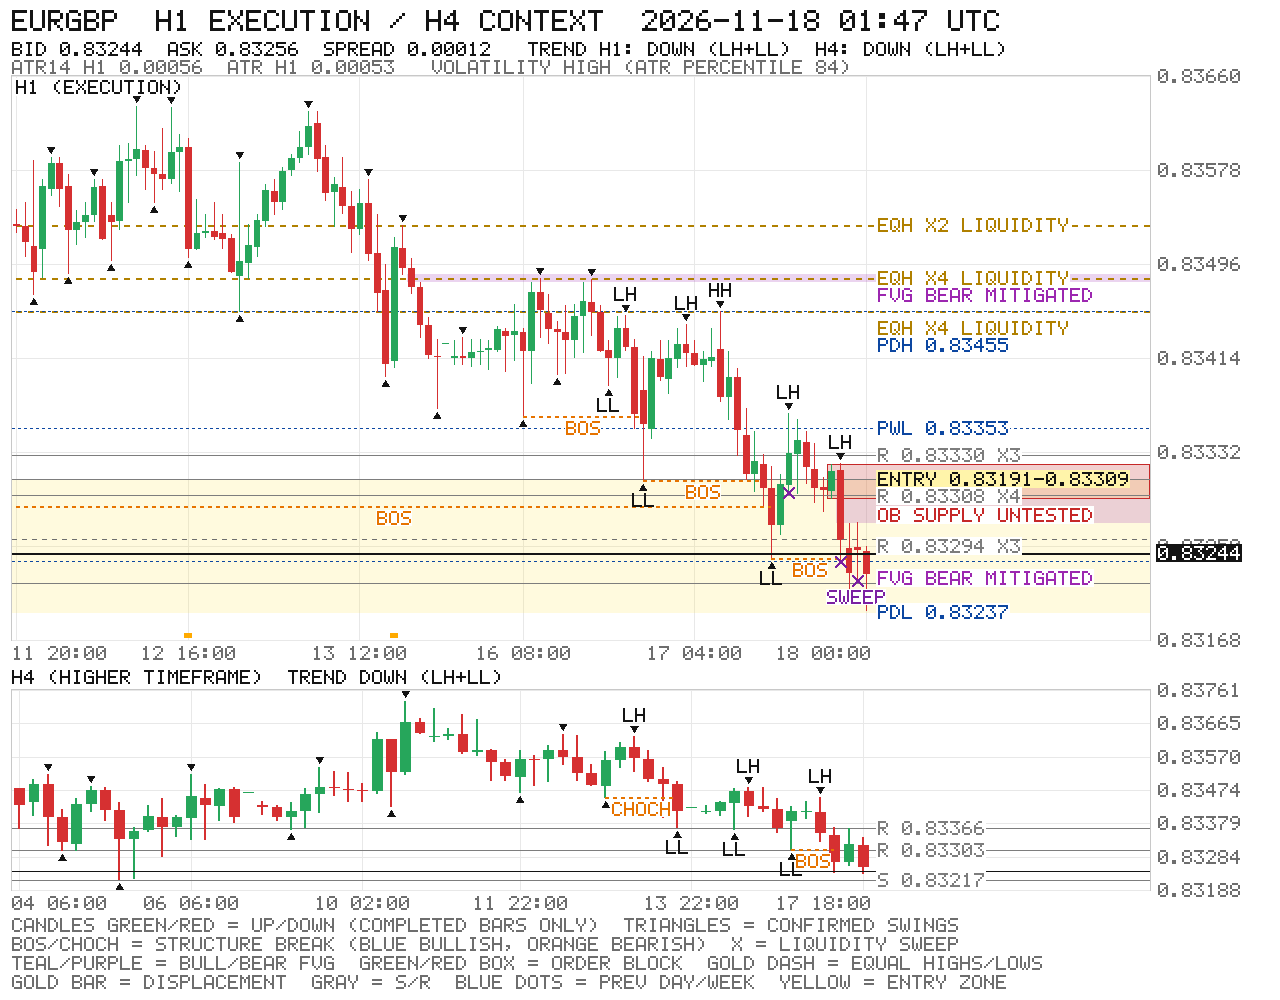 EURGBP  H1 EXECUTION / H4 CONTEXT  2026-11-18 01:47 UTC
BID 0.83244  ASK 0.83256  SPREAD 0.00012   TREND H1: DOWN (LH+LL)  H4: DOWN (LH+LL)
ATR14 H1 0.00056  ATR H1 0.00053   VOLATILITY HIGH (ATR PERCENTILE 84)
0.83660
H1 (EXECUTION)
0.83578
EQH X2 LIQUIDITY
0.83496
EQH X4 LIQUIDITY
FVG BEAR MITIGATED
LH
LH
HH
EQH X4 LIQUIDITY
PDH 0.83455
0.83414
LL
LH
BOS
PWL 0.83353
LH
R 0.83330 X3
0.83332
ENTRY 0.83191-0.83309
LL
BOS
R 0.83308 X4
BOS
OB SUPPLY UNTESTED
R 0.83294 X3
0.83244
LL
BOS
FVG BEAR MITIGATED
SWEEP
PDL 0.83237
0.83168
11 20:00  12 16:00  13 12:00  16 08:00  17 04:00  18 00:00
H4 (HIGHER TIMEFRAME)  TREND DOWN (LH+LL)
0.83761
LH
0.83665
0.83570
LH
LH
0.83474
CHOCH
R 0.83366
0.83379
LL
LL
R 0.83303
BOS
0.83284
LL
S 0.83217
0.83188
04 06:00  06 06:00  10 02:00  11 22:00  13 22:00  17 18:00
CANDLES GREEN/RED = UP/DOWN (COMPLETED BARS ONLY)  TRIANGLES = CONFIRMED SWINGS
BOS/CHOCH = STRUCTURE BREAK (BLUE BULLISH, ORANGE BEARISH)  X = LIQUIDITY SWEEP
TEAL/PURPLE = BULL/BEAR FVG  GREEN/RED BOX = ORDER BLOCK  GOLD DASH = EQUAL HIGHS/LOWS
GOLD BAR = DISPLACEMENT  GRAY = S/R  BLUE DOTS = PREV DAY/WEEK  YELLOW = ENTRY ZONE